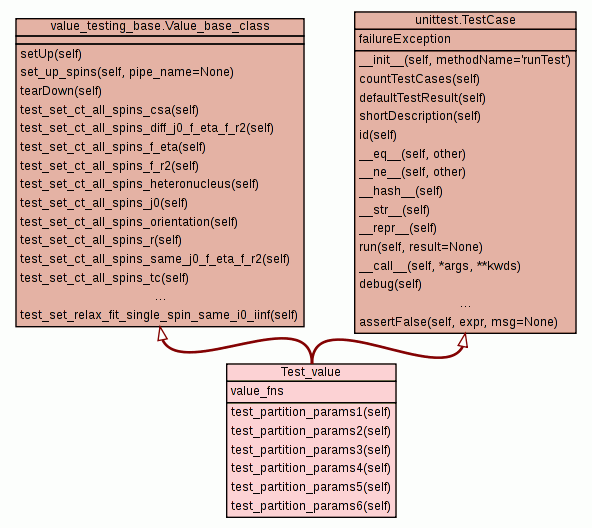 value_testing_base.Value_base_class
setUp(self)
set_up_spins(self, pipe_name=None)
tearDown(self)
test_set_ct_all_spins_csa(self)
test_set_ct_all_spins_diff_j0_f_eta_f_r2(self)
test_set_ct_all_spins_f_eta(self)
test_set_ct_all_spins_f_r2(self)
test_set_ct_all_spins_heteronucleus(self)
test_set_ct_all_spins_j0(self)
test_set_ct_all_spins_orientation(self)
test_set_ct_all_spins_r(self)
test_set_ct_all_spins_same_j0_f_eta_f_r2(self)
test_set_ct_all_spins_tc(self)
...
test_set_relax_fit_single_spin_same_i0_iinf(self)
unittest.TestCase
failureException
__init__(self, methodName='runTest')
countTestCases(self)
defaultTestResult(self)
shortDescription(self)
id(self)
__eq__(self, other)
__ne__(self, other)
__hash__(self)
__str__(self)
__repr__(self)
run(self, result=None)
__call__(self, *args, **kwds)
debug(self)
...
assertFalse(self, expr, msg=None)
Test_value
value_fns
test_partition_params1(self)
test_partition_params2(self)
test_partition_params3(self)
test_partition_params4(self)
test_partition_params5(self)
test_partition_params6(self)